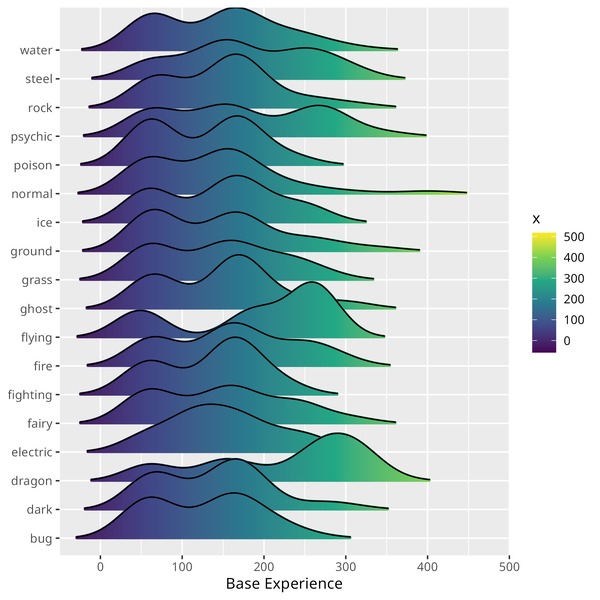 water
steel
rock
psychic
poison
normal
ice
ground
grass
ghost
flying
fire
fighting
fairy
electric
dragon
dark
bug
0 100 200 300 400 500
Base Experience
x
500
400
300
200
100
0